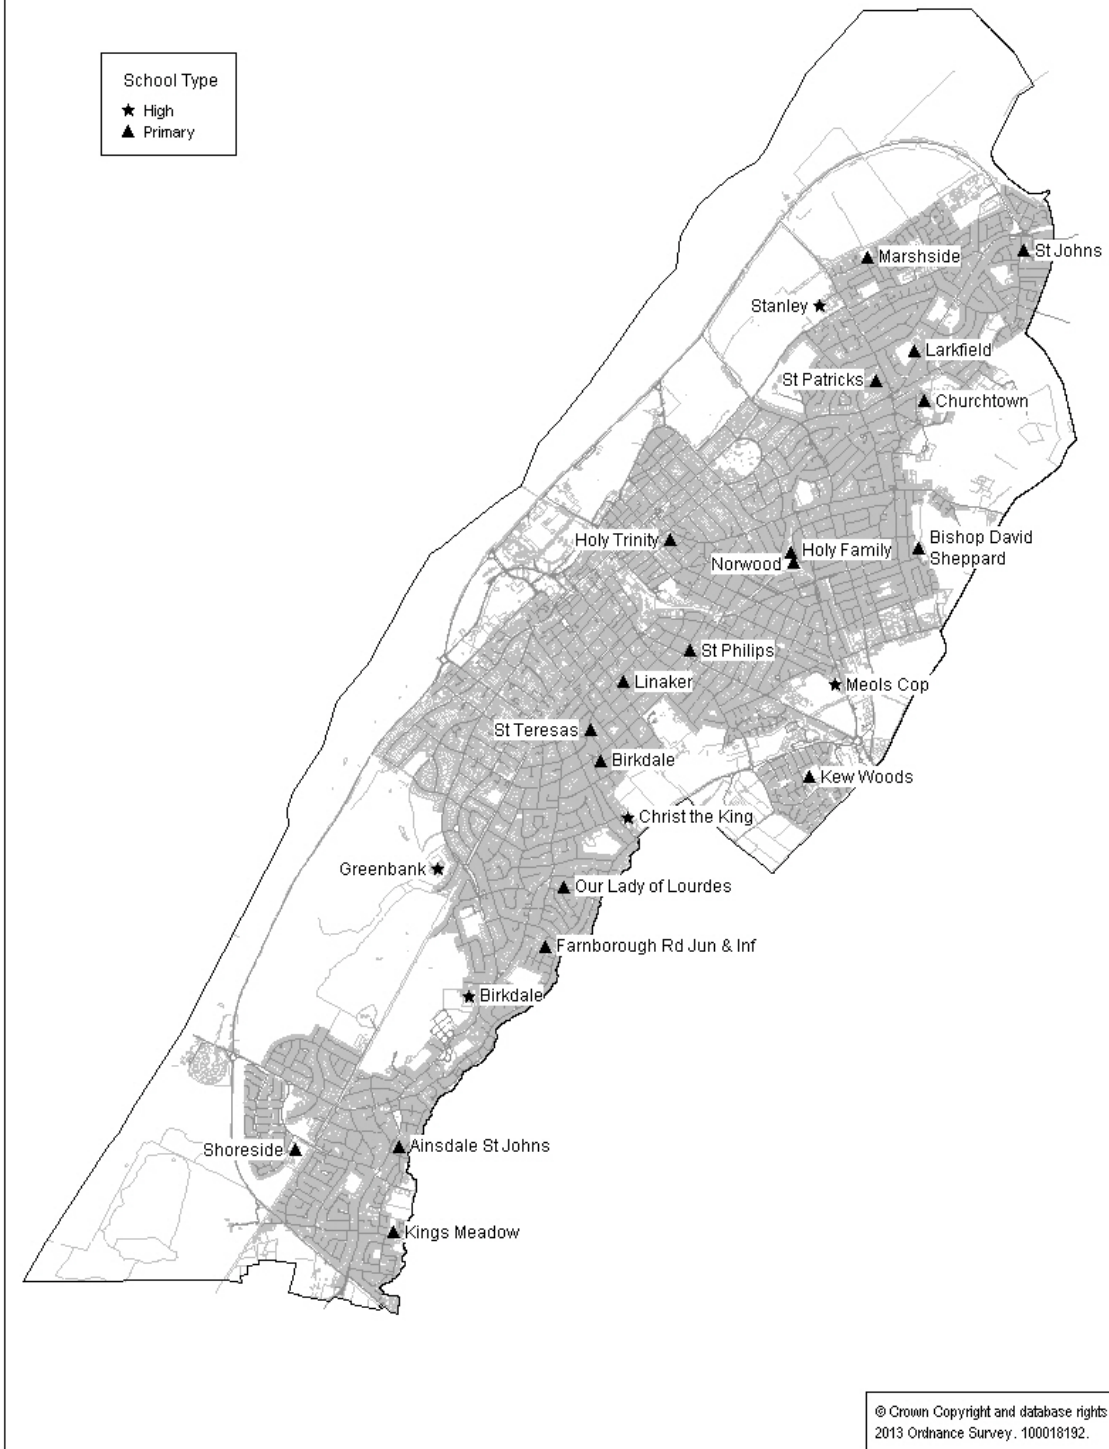 School Type
High
Primary
Marshside
St Johns
Stanley
Larkfield
St Patricks
Churchtown
Holy Trinity
Holy Family
Norwood
Bishop David
Sheppard
St Philips
Linaker
Meols Cop
St Teresas
Birkdale
Kew Woods
Christ the King
Greenbank
Our Lady of Lourdes
Farnborough Rd Jun & Inf
Birkdale
Shoreside
Ainsdale St Johns
Kings Meadow
© Crown Copyright and database rights
2013 Ordnance Survey. 100018192.